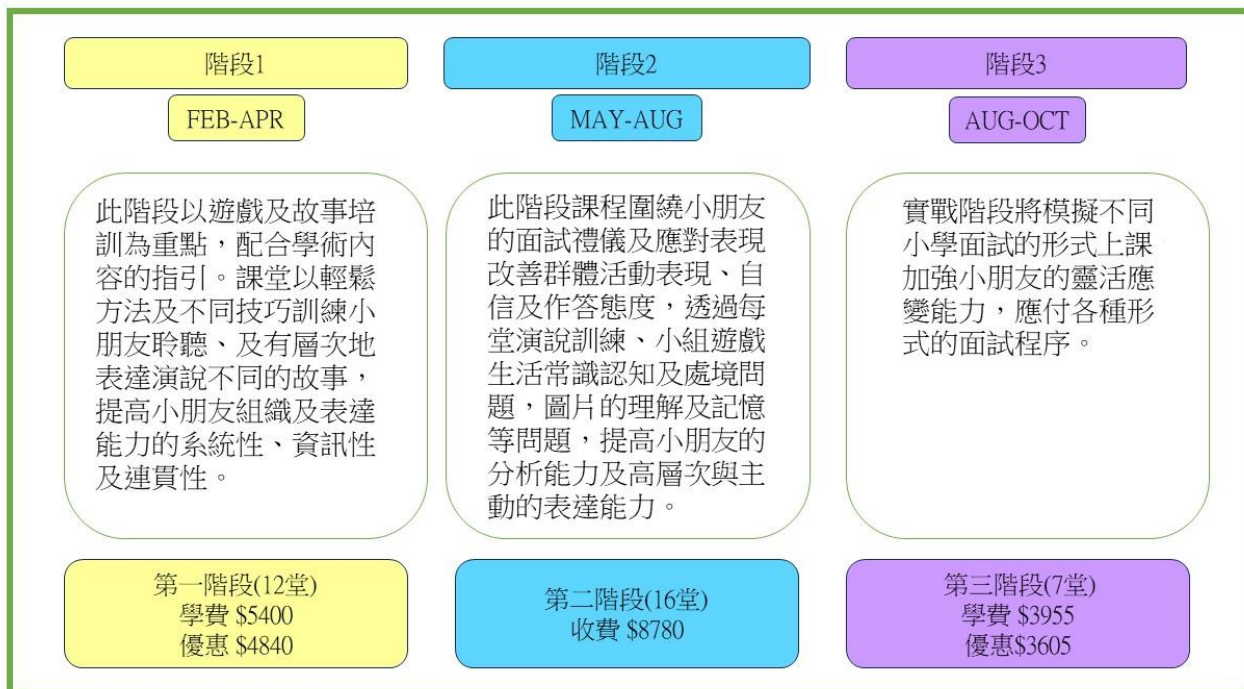 階段1
FEB-APR
此階段以遊戲及故事培
訓為重點，配合學術內
容的指引。課堂以輕鬆
方法及不同技巧訓練小
朋友聆聽、及有層次地
表達演說不同的故事，
提高小朋友組織及表達
能力的系統性、資訊性
及連貫性。
第一階段(12堂)
學費 $5400
優惠 $4840
階段2
MAY-AUG
此階段課程圍繞小朋友
的面試禮儀及應對表現
改善群體活動表現、自
信及作答態度，透過每
堂演說訓練、小組遊戲
生活常識認知及處境問
題，圖片的理解及記憶
等問題，提高小朋友的
分析能力及高層次與主
動的表達能力。
第二階段(16堂)
收費 $8780
階段3
AUG-OCT
實戰階段將模擬不同
小學面試的形式上課
加強小朋友的靈活應
變能力，應付各種形
式的面試程序。
第三階段(7堂)
學費 $3955
優惠$3605